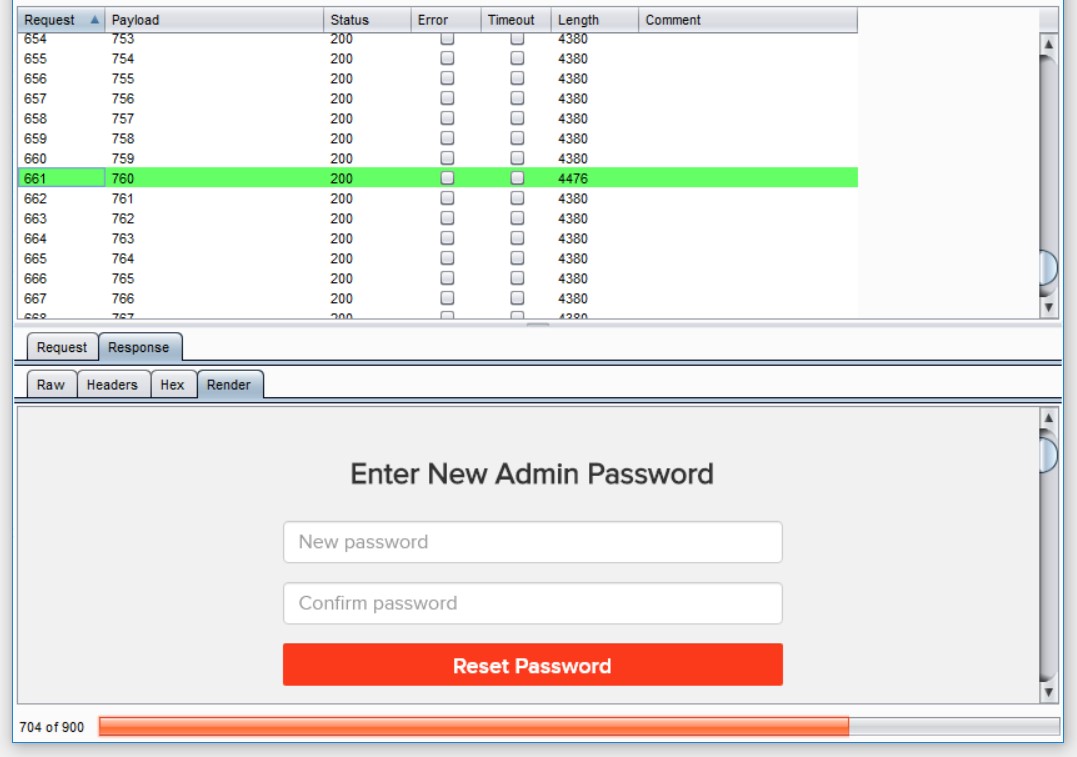 Request Payload Status Error Timeout Length Comment
654 753 200 4380
655 754 200 4380
656 755 200 4380
657 756 200 4380
658 757 200 4380
659 758 200 4380
660 759 200 4380
661 760 200 4476
662 761 200 4380
663 762 200 4380
664 763 200 4380
665 764 200 4380
666 765 200 4380
667 766 200 4380
668 767 200 4380
Request Response
Raw Headers Hex Render
Enter New Admin Password
New password
Confirm password
Reset Password
704 of 900